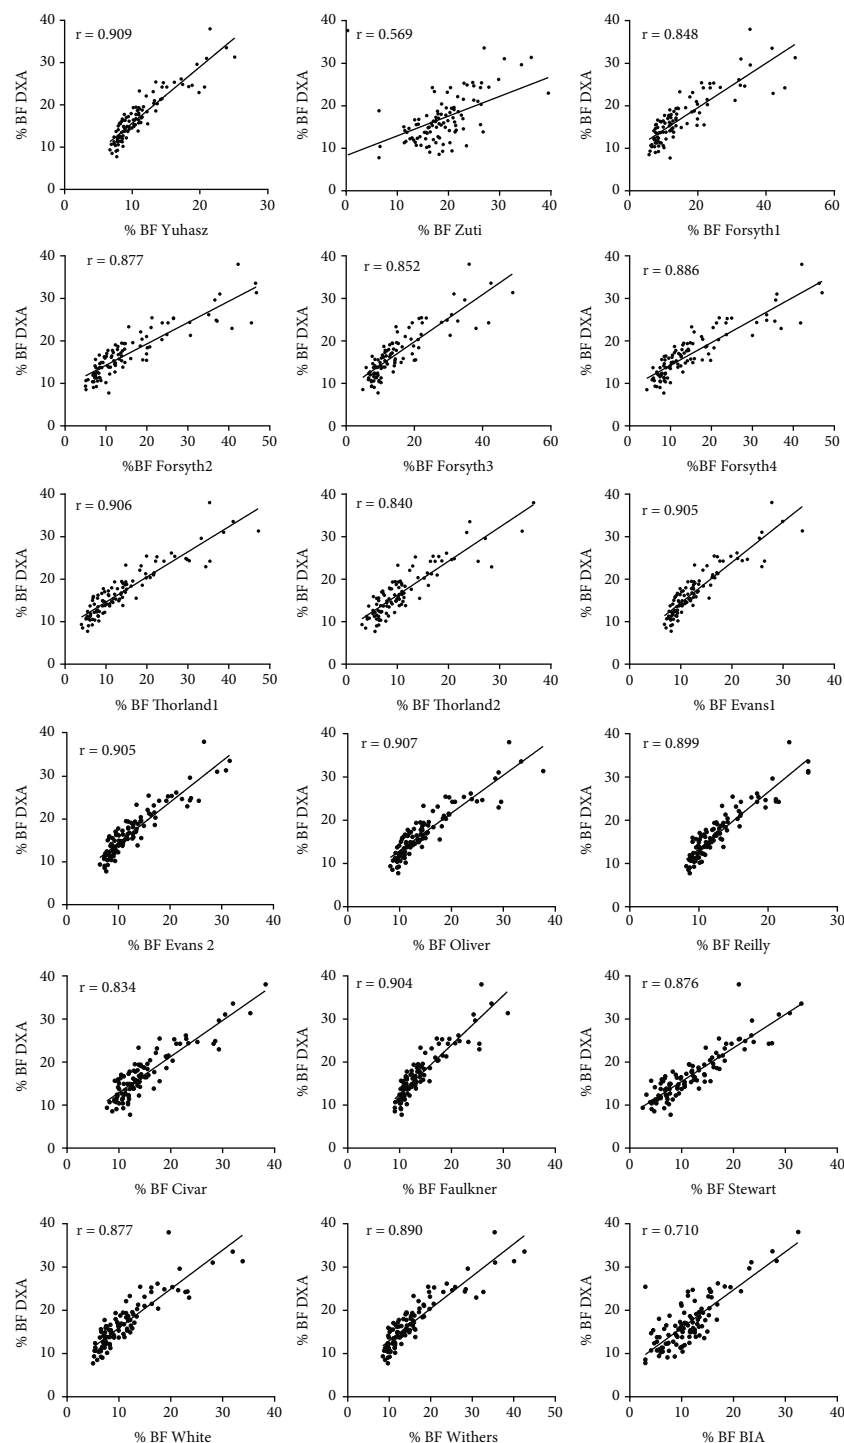 r = 0.909
% BF DXA
40
30
20
10
0
0 10 20 30
% BF Yuhasz
r = 0.569
% BF DXA
40
30
20
10
0
0 10 20 30 40
% BF Zuti
r = 0.848
% BF DXA
40
30
20
10
0
0 20 40 60
% BF Forsyth1
r = 0.877
% BF DXA
40
30
20
10
0
0 10 20 30 40 50
%BF Forsyth2
r = 0.852
% BF DXA
40
30
20
10
0
0 20 40 60
%BF Forsyth3
r = 0.886
% BF DXA
40
30
20
10
0
0 10 20 30 40 50
%BF Forsyth4
r = 0.906
% BF DXA
40
30
20
10
0
0 10 20 30 40 50
% BF Thorland1
r = 0.840
% BF DXA
40
30
20
10
0
0 10 20 30 40
% BF Thorland2
r = 0.905
% BF DXA
40
30
20
10
0
0 10 20 30 40
% BF Evans1
r = 0.905
% BF DXA
40
30
20
10
0
0 10 20 30 40
% BF Evans 2
r = 0.907
% BF DXA
40
30
20
10
0
0 10 20 30 40
% BF Oliver
r = 0.899
% BF DXA
40
30
20
10
0
0 10 20 30
% BF Reilly
r = 0.834
% BF DXA
40
30
20
10
0
0 10 20 30 40
% BF Civar
r = 0.904
% BF DXA
40
30
20
10
0
0 10 20 30 40
% BF Faulkner
r = 0.876
% BF DXA
40
30
20
10
0
0 10 20 30 40
% BF Stewart
r = 0.877
% BF DXA
40
30
20
10
0
0 10 20 30 40
% BF White
r = 0.890
% BF DXA
40
30
20
10
0
0 10 20 30 40 50
% BF Withers
r = 0.710
% BF DXA
40
30
20
10
0
0 10 20 30 40
% BF BIA